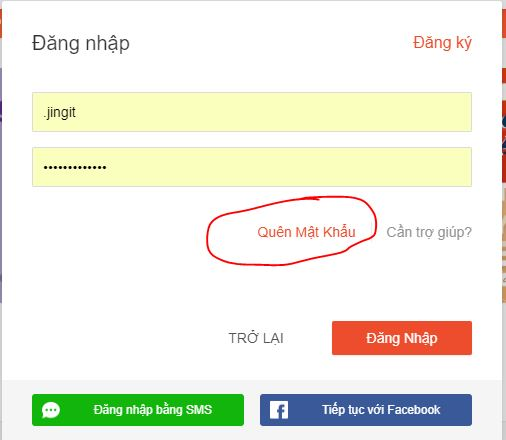 Đăng nhập
Đăng ký
.jingit
•••••••••••••
Quên Mật Khẩu
Cần trợ giúp?
TRỞ LẠI
Đăng Nhập
Đăng nhập bằng SMS
Tiếp tục với Facebook